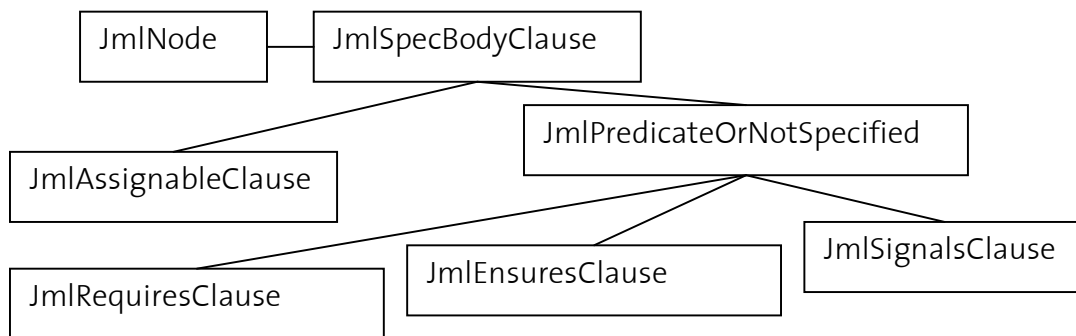 JmlNode
JmlSpecBodyClause
JmlPredicateOrNotSpecified
JmlAssignableClause
JmlSignalsClause
JmlEnsuresClause
JmlRequiresClause